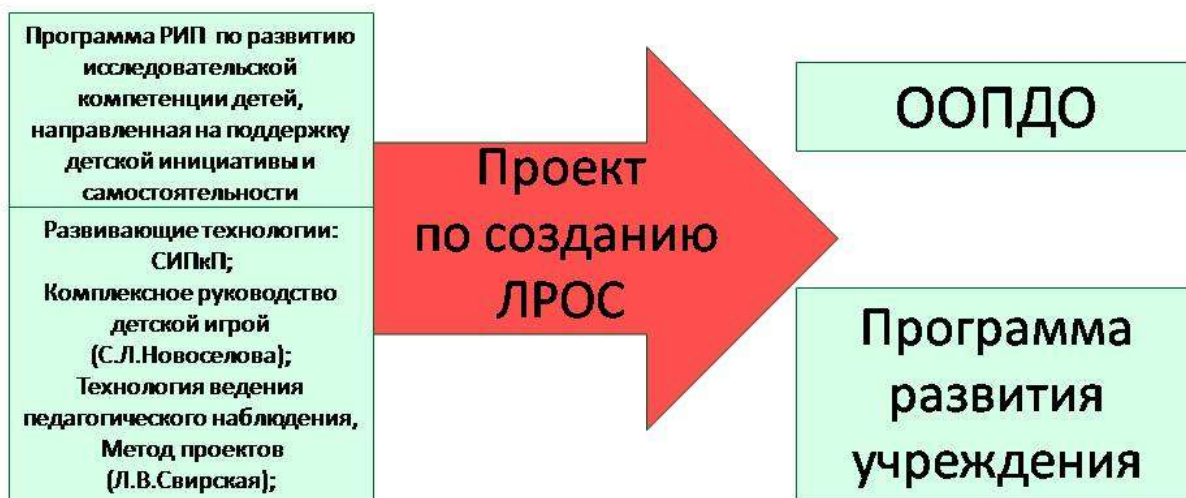 Программа РИП по развитию
исследовательской
компетенции детей,
направленная на поддержку
детской инициативы и
самостоятельности
Развивающие технологии:
СИПкП;
Комплексное руководство
детской игрой
(С.Л.Новоселова);
Технология ведения
педагогического наблюдения,
Метод проектов
(Л.В.Свирская);
Проект
по созданию
ЛРОС
ООПДО
Программа
развития
учреждения